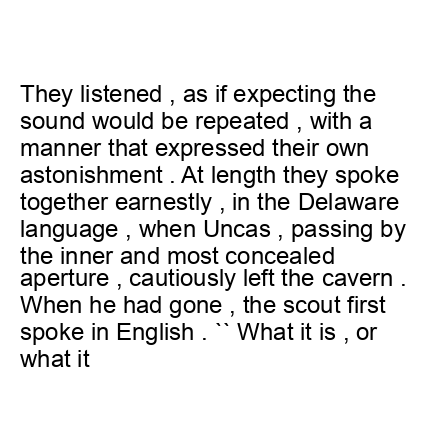 They listened , as if expecting the
sound would be repeated , with a
manner that expressed their own
astonishment . At length they spoke
together earnestly , in the Delaware
language , when Uncas , passing by
the inner and most concealed
aperture , cautiously left the cavern .
When he had gone , the scout first
spoke in English . `` What it is , or
what it